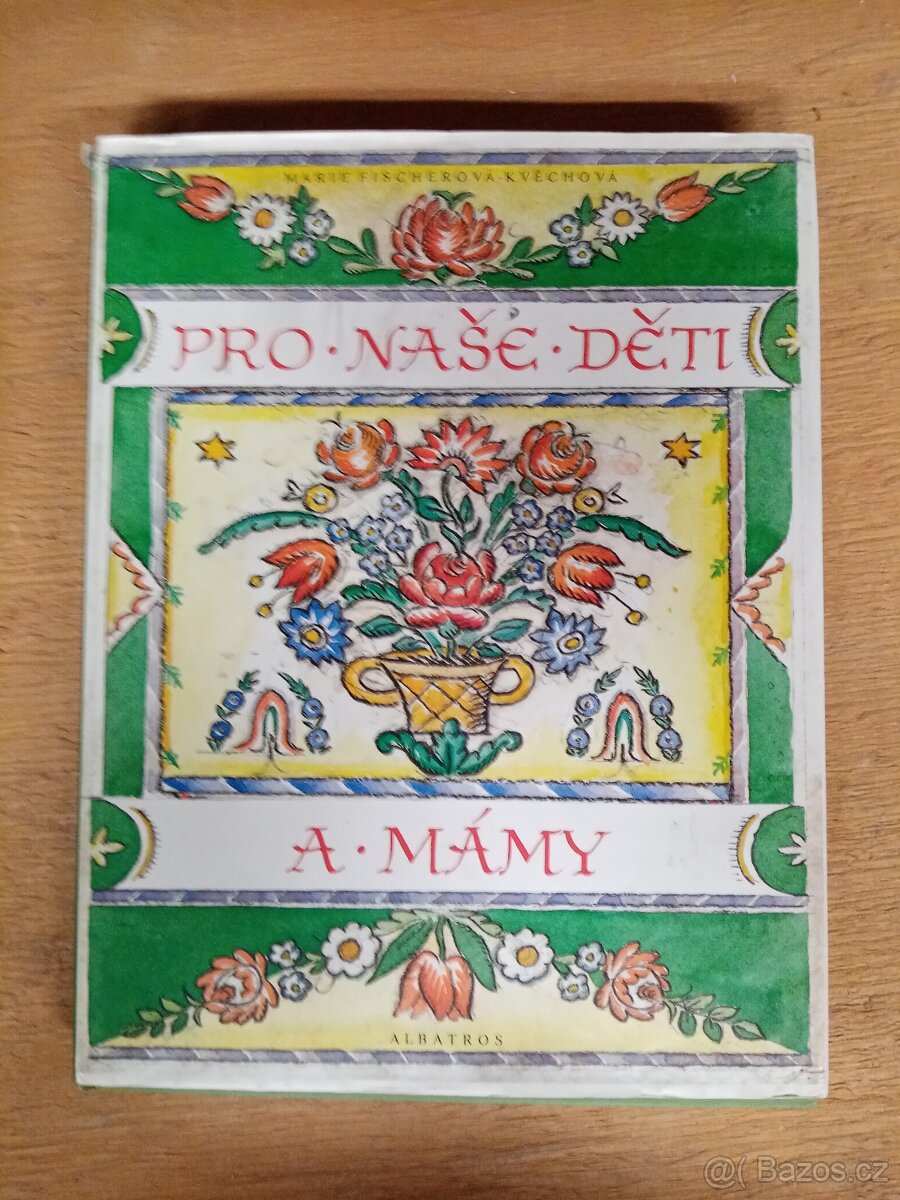 MARIE FISCHEROVÁ-KVĚCHOVÁ
PRO · NAŠE · DĚTI
A · MÁMY
ALBATROS
@( Bazos.cz